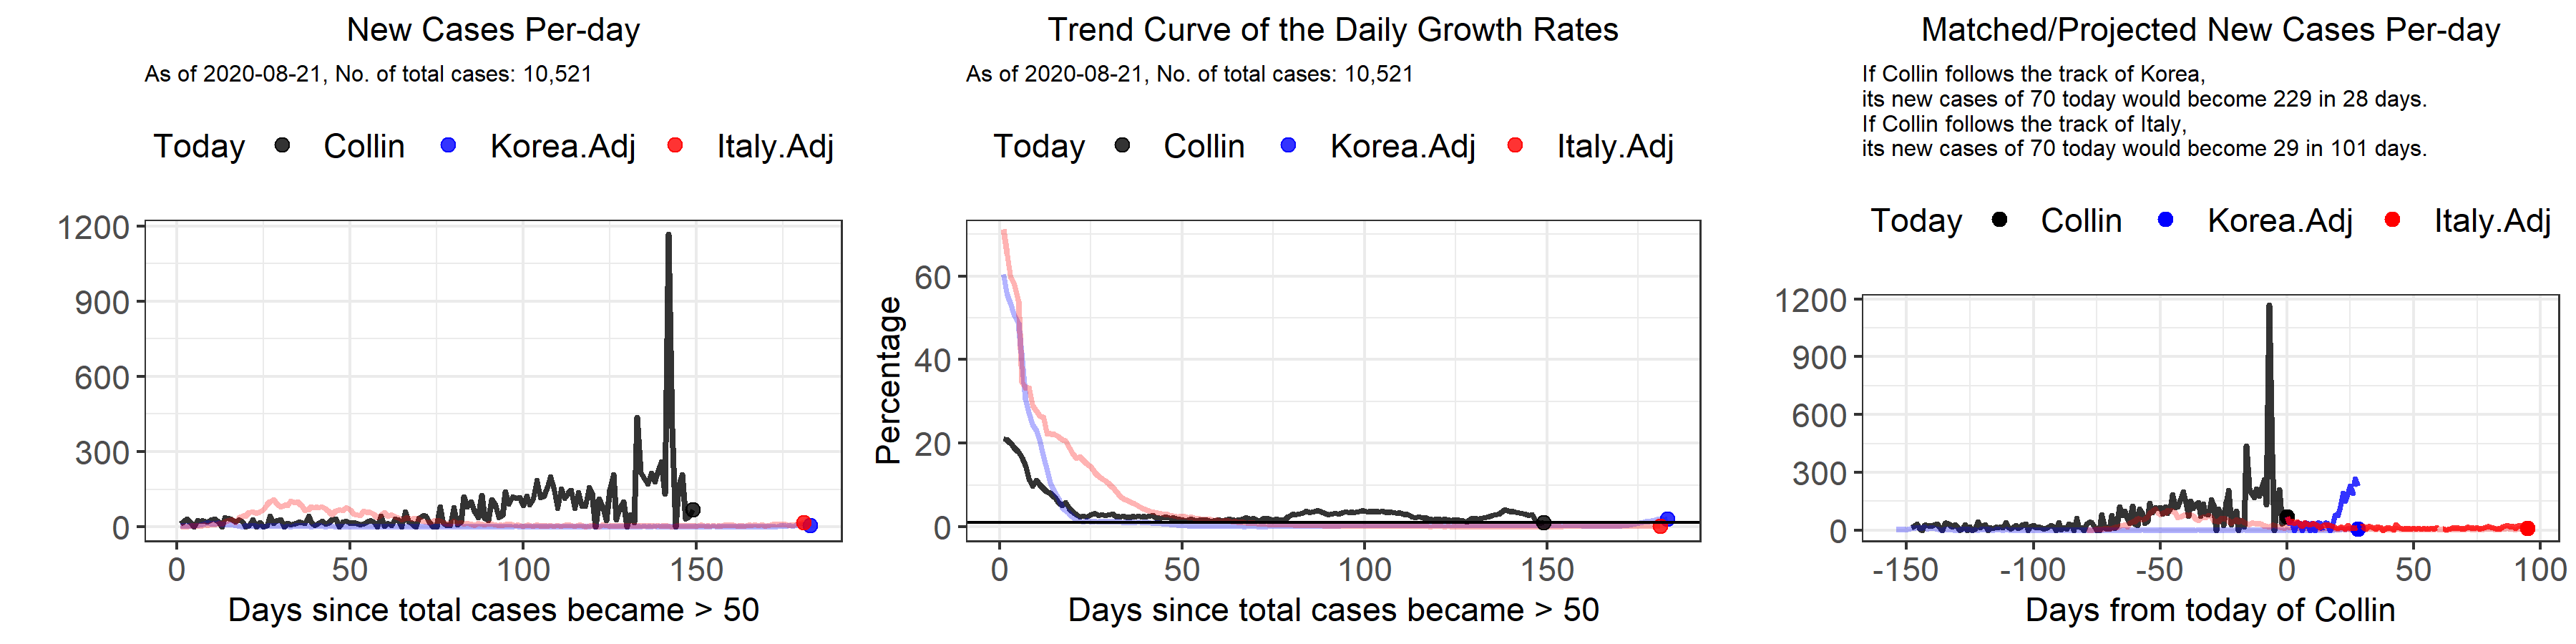 New Cases Per-day
As of 2020-08-21, No. of total cases: 10,521
Today Collin Korea.Adj Italy.Adj
1200
900
600
300
0
0 50 100 150
Days since total cases became > 50
Trend Curve of the Daily Growth Rates
As of 2020-08-21, No. of total cases: 10,521
Today Collin Korea.Adj Italy.Adj
Percentage
60
40
20
0
0 50 100 150
Days since total cases became > 50
Matched/Projected New Cases Per-day
If Collin follows the track of Korea,
its new cases of 70 today would become 229 in 28 days.
If Collin follows the track of Italy,
its new cases of 70 today would become 29 in 101 days.
Today Collin Korea.Adj Italy.Adj
1200
900
600
300
0
-150 -100 -50 0 50 100
Days from today of Collin